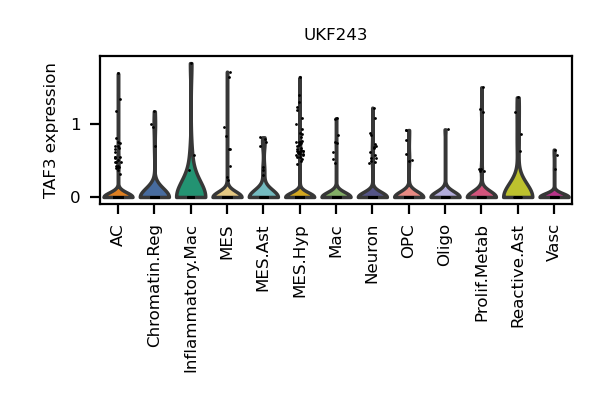 UKF243
TAF3 expression
1
0
AC
Chromatin.Reg
Inflammatory.Mac
MES
MES.Ast
MES.Hyp
Mac
Neuron
OPC
Oligo
Prolif.Metab
Reactive.Ast
Vasc